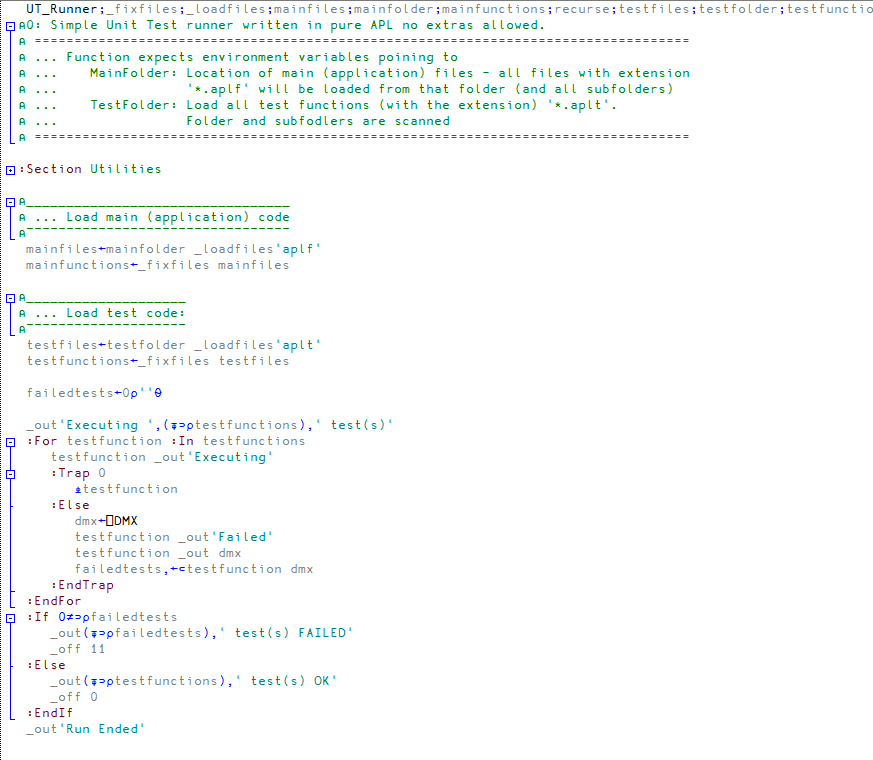 UT_Runner;_fixfiles;_loadfiles;mainfiles;mainfolder;mainfunctions;recurse;testfiles;testfolder;testfunctio
⍝0: Simple Unit Test runner written in pure APL no extras allowed.
⍝ ==================================================================================
⍝ ... Function expects environment variables poining to
⍝ ...    MainFolder: Location of main (application) files - all files with extension
⍝ ...                '*.aplf' will be loaded from that folder (and all subfolders)
⍝ ...    TestFolder: Load all test functions (with the extension) '*.aplt'.
⍝ ...                Folder and subfodlers are scanned
⍝ ==================================================================================
:Section Utilities
⍝_________________________________
⍝ ... Load main (application) code
⍝¯¯¯¯¯¯¯¯¯¯¯¯¯¯¯¯¯¯¯¯¯¯¯¯¯¯¯¯¯¯¯¯¯
mainfiles←mainfolder _loadfiles'aplf'
mainfunctions←_fixfiles mainfiles
⍝____________________
⍝ ... Load test code:
⍝¯¯¯¯¯¯¯¯¯¯¯¯¯¯¯¯¯¯¯¯
testfiles←testfolder _loadfiles'aplt'
testfunctions←_fixfiles testfiles
failedtests←0⍴''⍬
_out'Executing ',(⍕⊃⍴testfunctions),' test(s)'
:For testfunction :In testfunctions
testfunction _out'Executing'
:Trap 0
⍎testfunction
:Else
dmx←⎕DMX
testfunction _out'Failed'
testfunction _out dmx
failedtests,←⊂testfunction dmx
:EndTrap
:EndFor
:If 0≠⊃⍴failedtests
_out(⍕⊃⍴failedtests),' test(s) FAILED'
_off 11
:Else
_out(⍕⊃⍴testfunctions),' test(s) OK'
_off 0
:EndIf
_out'Run Ended'